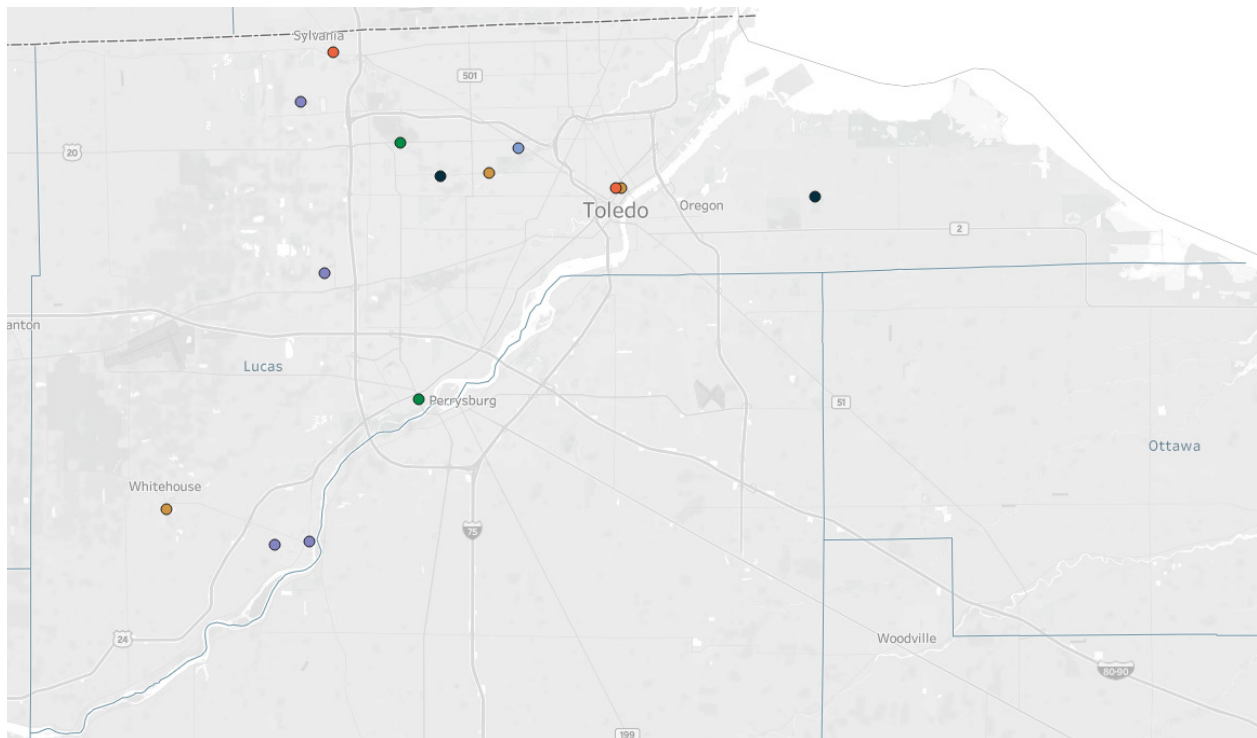 Sylvania
501
20
Toledo
Oregon
2
anton
Lucas
Perrysburg
51
Ottawa
Whitehouse
75
24
Woodville
80-90
199